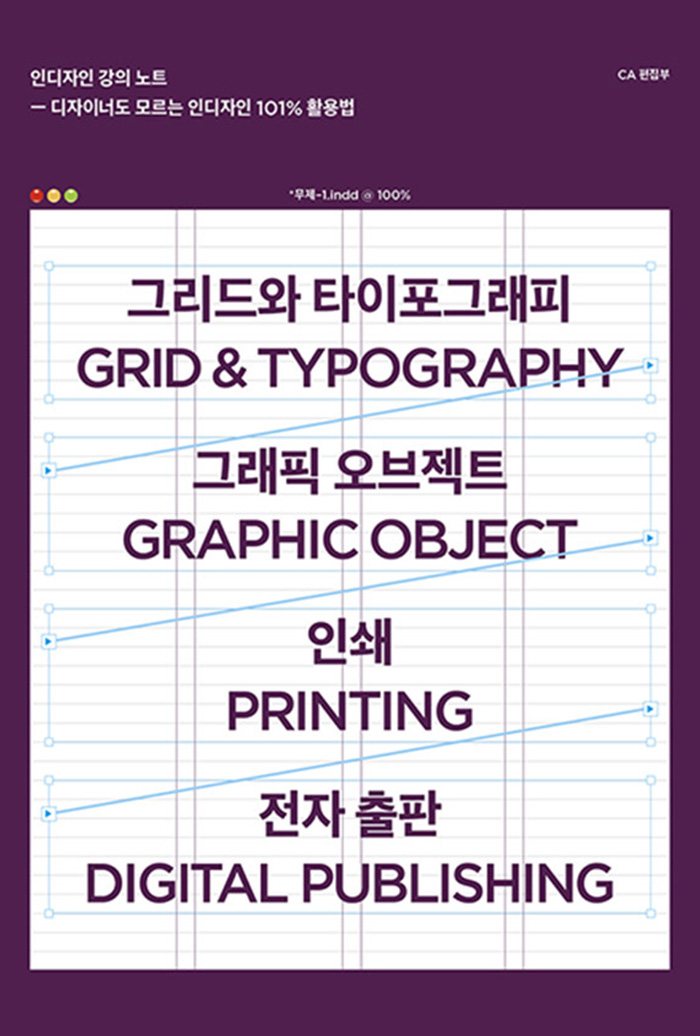 인디자인 강의 노트
— 디자이너도 모르는 인디자인 101% 활용법
CA 편집부
*무제-1.indd @ 100%
그리드와 타이포그래피
GRID & TYPOGRAPHY
그래픽 오브젝트
GRAPHIC OBJECT
인쇄
PRINTING
전자 출판
DIGITAL PUBLISHING